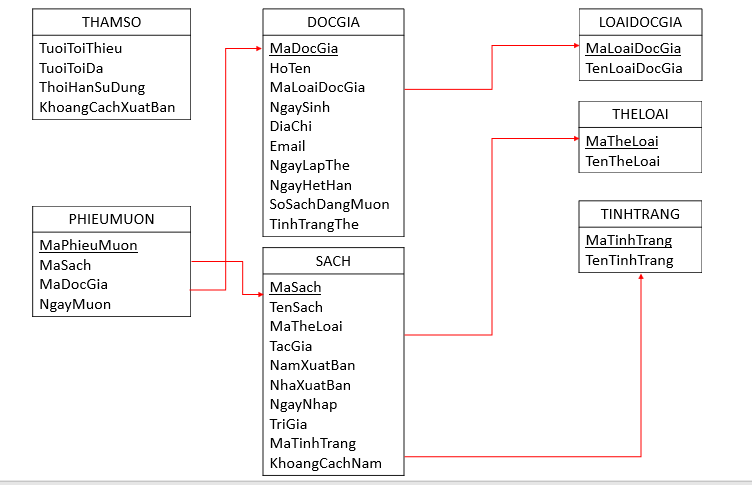 THAMSO
TuoiToiThieu
TuoiToiDa
ThoiHanSuDung
KhoangCachXuatBan
DOCGIA
MaDocGia
HoTen
MaLoaiDocGia
NgaySinh
DiaChi
Email
NgayLapThe
NgayHetHan
SoSachDangMuon
TinhTrangThe
LOAIDOCGIA
MaLoaiDocGia
TenLoaiDocGia
THELOAI
MaTheLoai
TenTheLoai
PHIEUMUON
MaPhieuMuon
MaSach
MaDocGia
NgayMuon
SACH
MaSach
TenSach
MaTheLoai
TacGia
NamXuatBan
NhaXuatBan
NgayNhap
TriGia
MaTinhTrang
KhoangCachNam
TINHTRANG
MaTinhTrang
TenTinhTrang